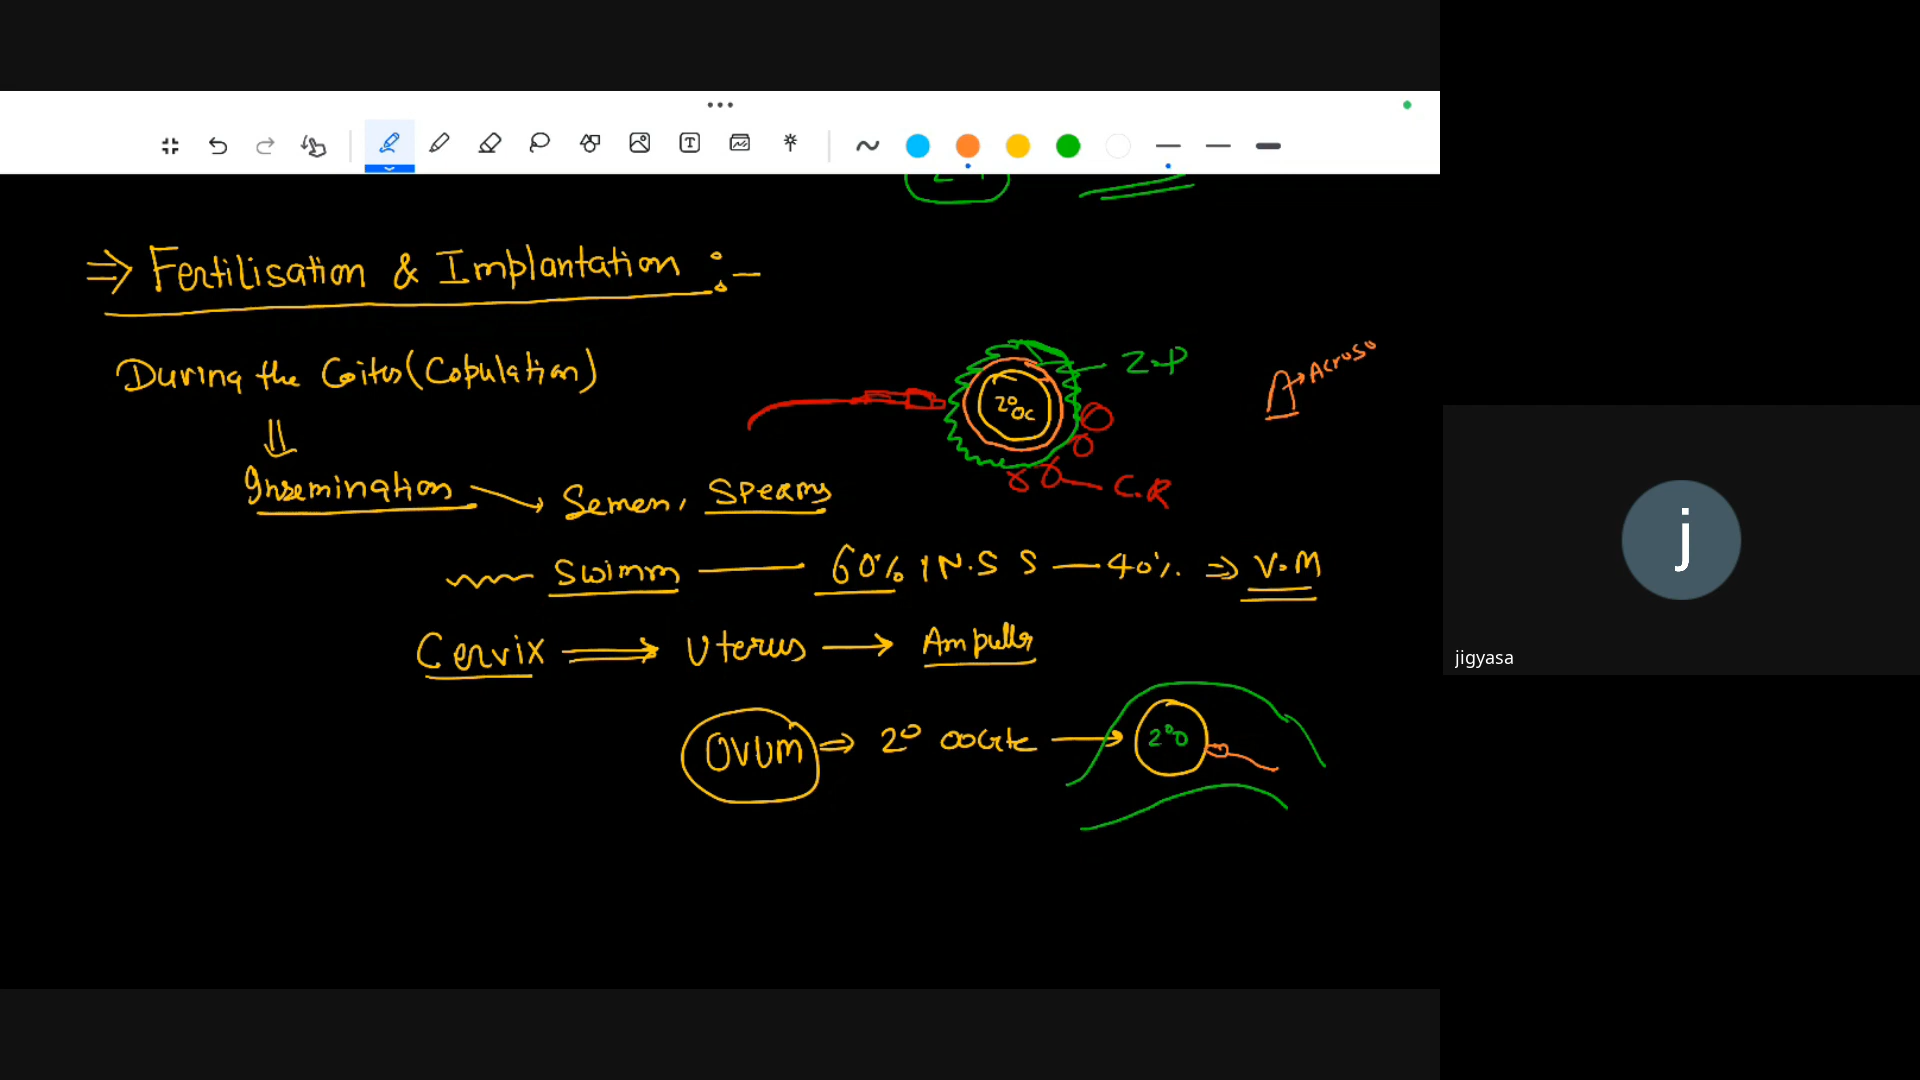 ⇒ Fertilisation & Implantation :-
During the Coitus (Copulation)
⇓
Insemination → Semen, Sperms
Swimm — 60% / N.S S — 40% ⇒ V.M
Cervix ⇒ Uterus → Ampulla
OVUM ⇒ 2° oocyte → 2°O
2°oc
Z.P
C.R
Acroso
j
jigyasa